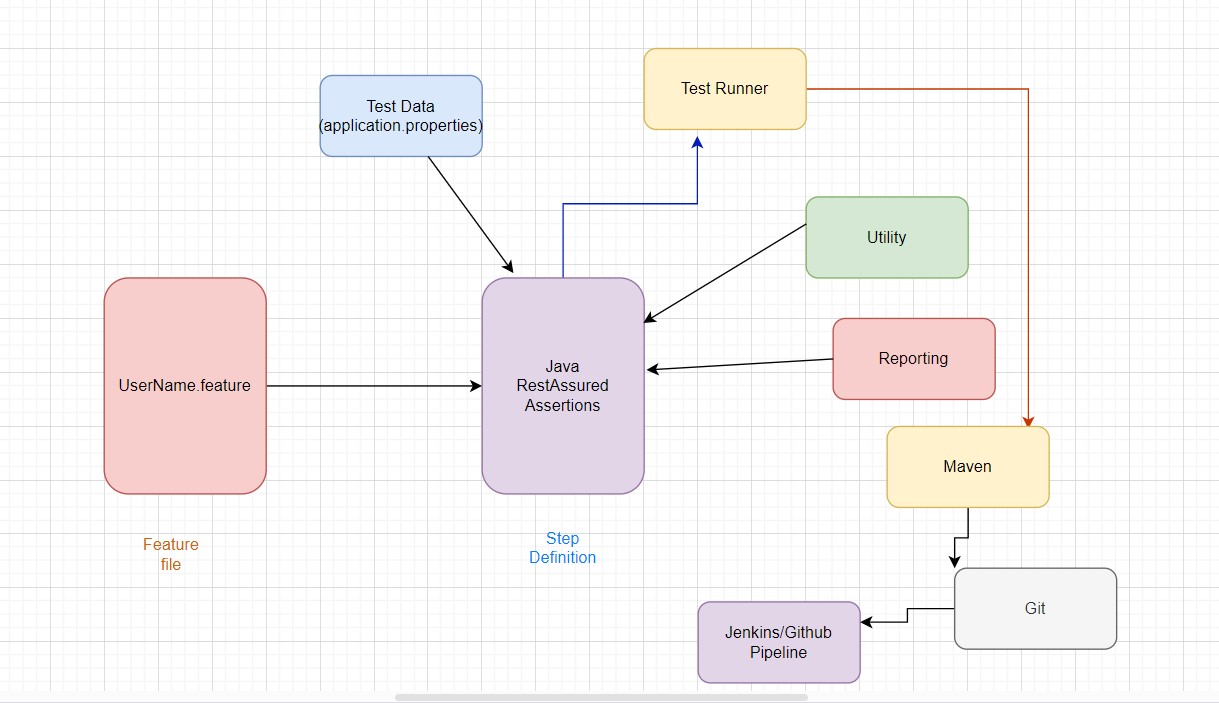 Test Runner
Test Data
(application.properties)
Utility
Reporting
UserName.feature
Java
RestAssured
Assertions
Maven
Feature
file
Step
Definition
Git
Jenkins/Github
Pipeline